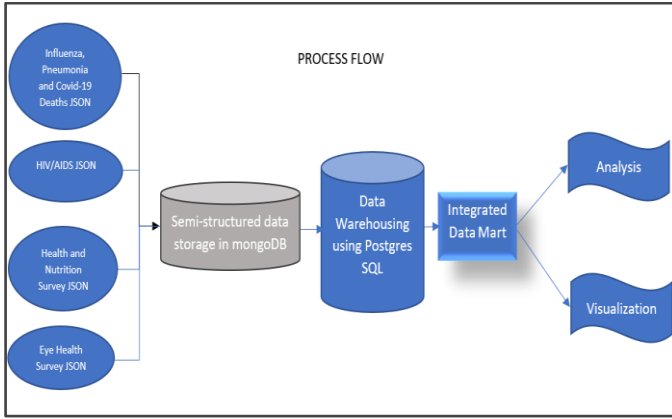 PROCESS FLOW
Influenza,
Pneumonia
and Covid-19
Deaths JSON
HIV/AIDS JSON
Health and
Nutrition
Survey JSON
Eye Health
Survey JSON
Semi-structured data
storage in mongoDB
Data
Warehousing
using Postgres
SQL
Integrated
Data Mart
Analysis
Visualization